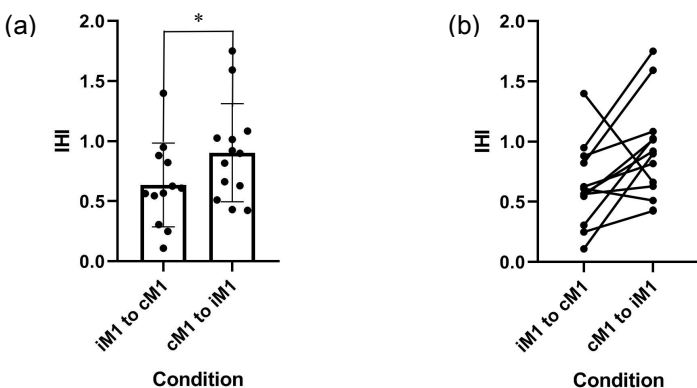 (a)
*
2.0
1.5
1.0
0.5
0.0
IHI
iM1 to cM1
cM1 to iM1
Condition
(b)
2.0
1.5
1.0
0.5
0.0
IHI
iM1 to cM1
cM1 to iM1
Condition